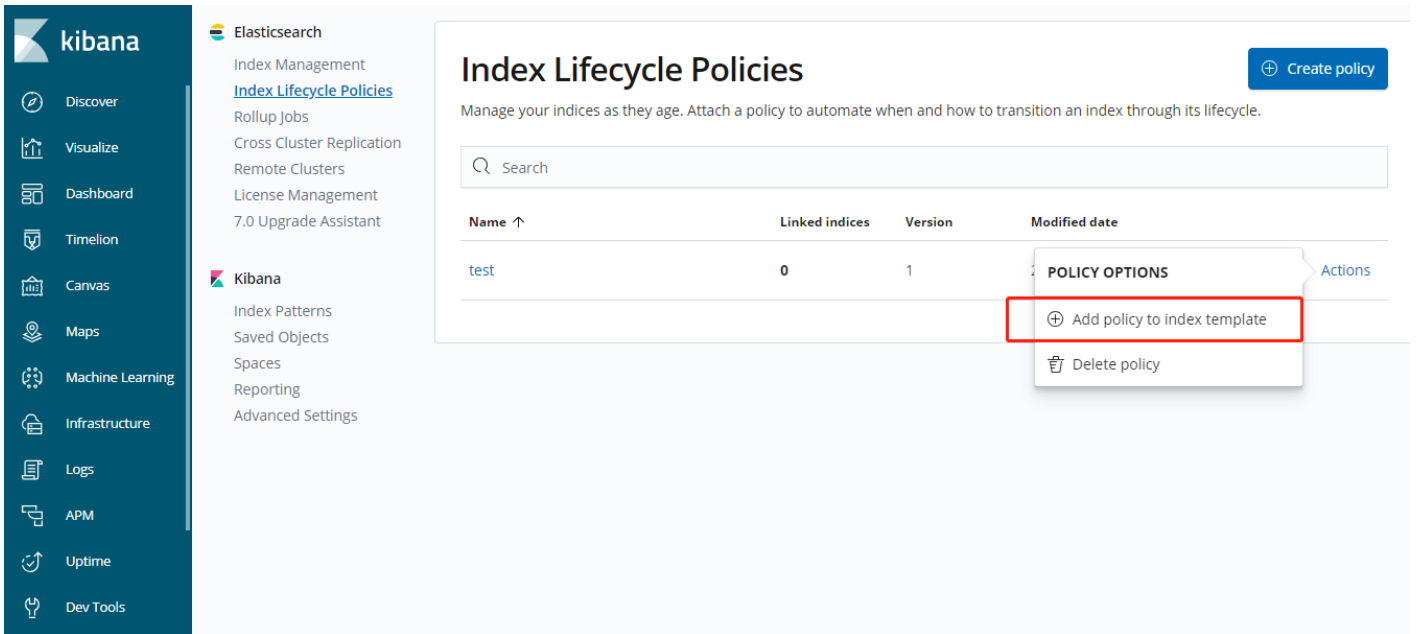 kibana
Discover
Visualize
Dashboard
Timelion
Canvas
Maps
Machine Learning
Infrastructure
Logs
APM
Uptime
Dev Tools
Elasticsearch
Index Management
Index Lifecycle Policies
Rollup Jobs
Cross Cluster Replication
Remote Clusters
License Management
7.0 Upgrade Assistant
Kibana
Index Patterns
Saved Objects
Spaces
Reporting
Advanced Settings
Index Lifecycle Policies
Create policy
Manage your indices as they age. Attach a policy to automate when and how to transition an index through its lifecycle.
Search
Name ↑ Linked indices Version Modified date
test 0 1 Actions
POLICY OPTIONS
Add policy to index template
Delete policy